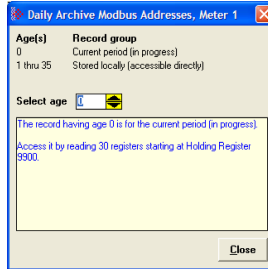 Daily Archive Modbus Addresses, Meter 1
Age(s) Record group
0 Current period (in progress)
1 thru 35 Stored locally (accessible directly)
Select age 0
The record having age 0 is for the current period (in progress).
Access it by reading 30 registers starting at Holding Register
9900.
Close